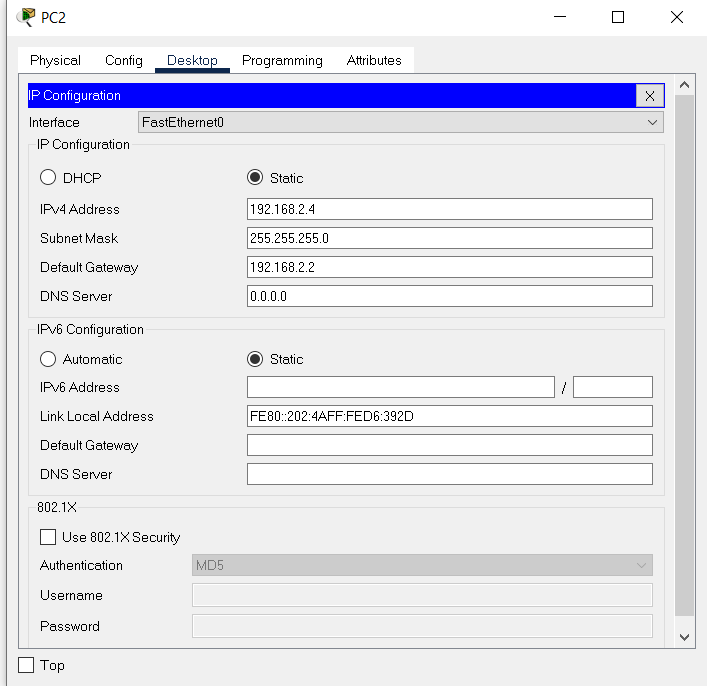 PC2
Physical Config Desktop Programming Attributes
IP Configuration X
Interface FastEthernet0
IP Configuration
DHCP Static
IPv4 Address 192.168.2.4
Subnet Mask 255.255.255.0
Default Gateway 192.168.2.2
DNS Server 0.0.0.0
IPv6 Configuration
Automatic Static
IPv6 Address /
Link Local Address FE80::202:4AFF:FED6:392D
Default Gateway
DNS Server
802.1X
Use 802.1X Security
Authentication MD5
Username
Password
Top